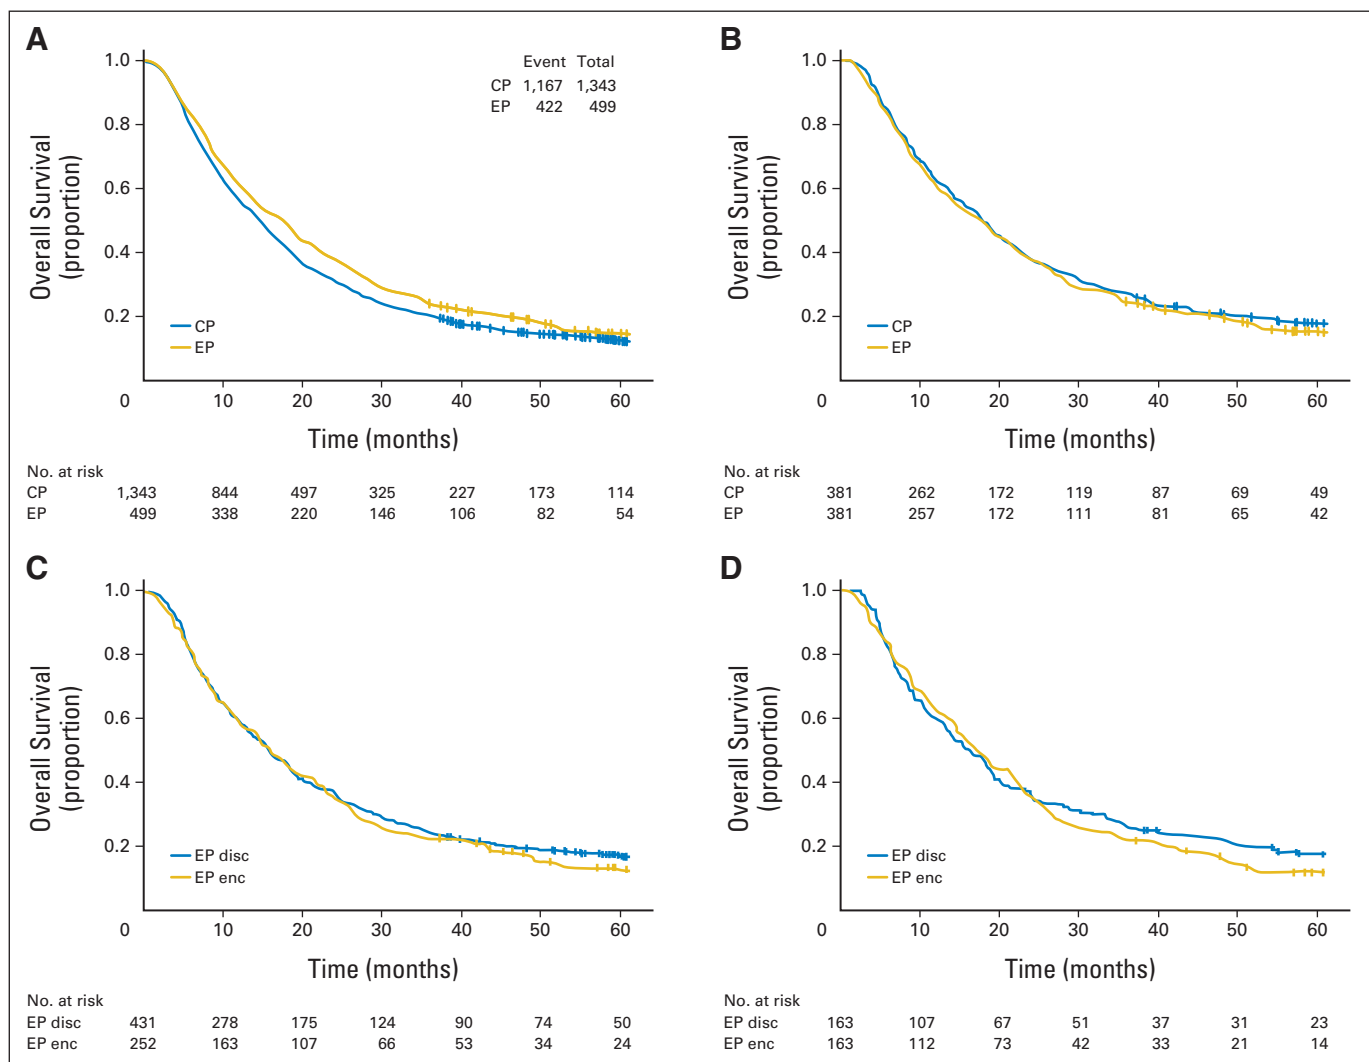 A
Event Total
CP 1,167 1,343
EP 422 499
Overall Survival
(proportion)
1.0
0.8
0.6
0.4
0.2
CP
EP
0 10 20 30 40 50 60
Time (months)
No. at risk
CP 1,343 844 497 325 227 173 114
EP 499 338 220 146 106 82 54
B
Overall Survival
(proportion)
1.0
0.8
0.6
0.4
0.2
CP
EP
0 10 20 30 40 50 60
Time (months)
No. at risk
CP 381 262 172 119 87 69 49
EP 381 257 172 111 81 65 42
C
Overall Survival
(proportion)
1.0
0.8
0.6
0.4
0.2
EP disc
EP enc
0 10 20 30 40 50 60
Time (months)
No. at risk
EP disc 431 278 175 124 90 74 50
EP enc 252 163 107 66 53 34 24
D
Overall Survival
(proportion)
1.0
0.8
0.6
0.4
0.2
EP disc
EP enc
0 10 20 30 40 50 60
Time (months)
No. at risk
EP disc 163 107 67 51 37 31 23
EP enc 163 112 73 42 33 21 14